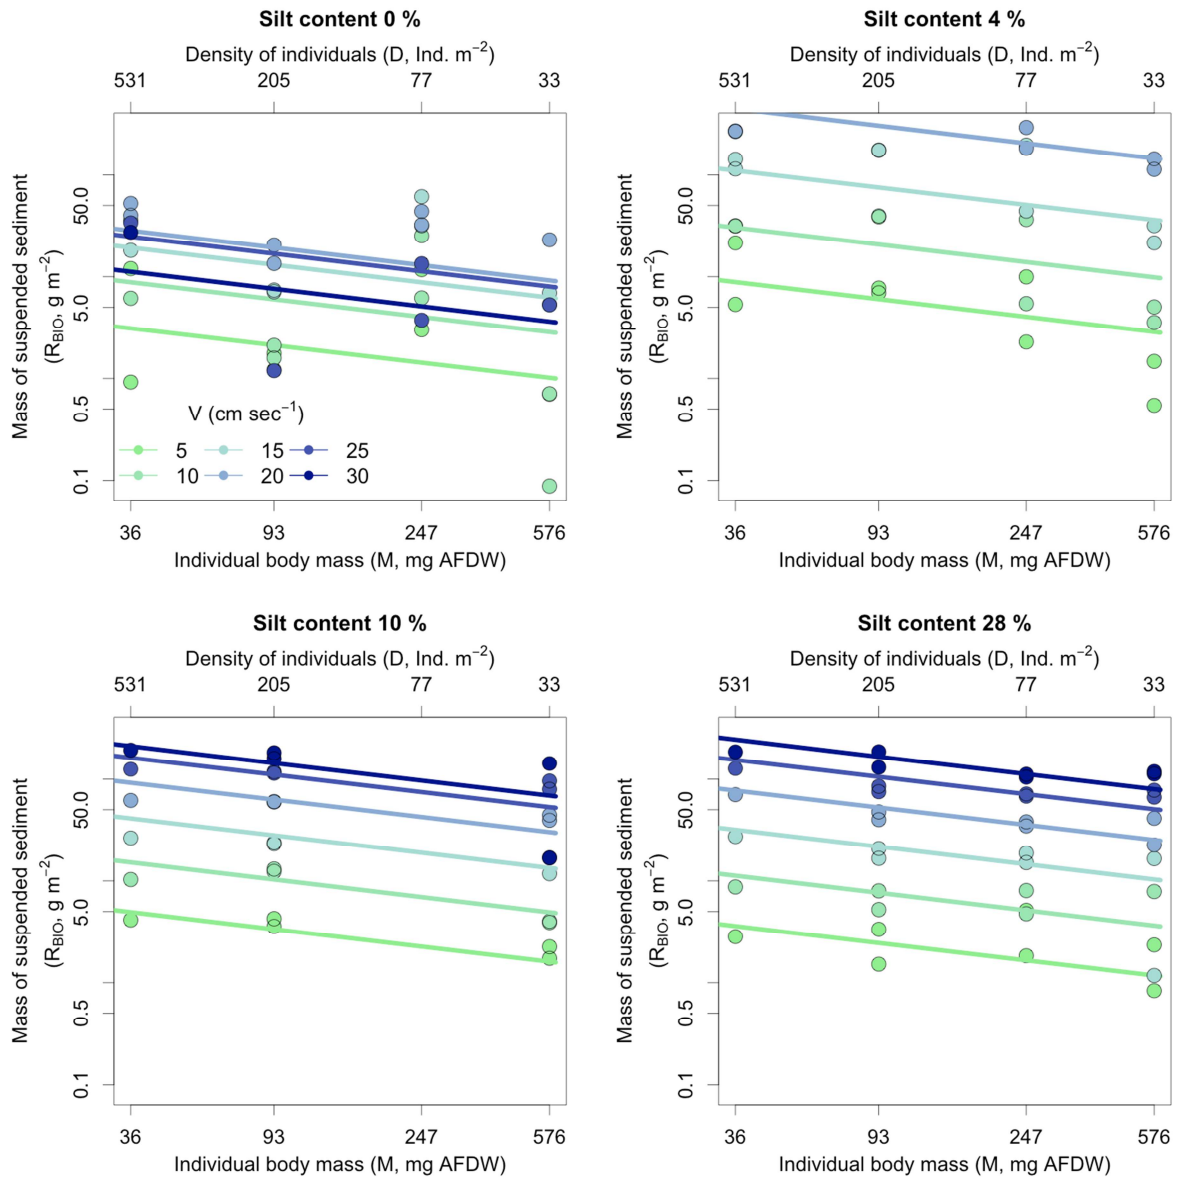 Silt content 0 %
Density of individuals (D, Ind. m−2)
531 205 77 33
Mass of suspended sediment
(RBIO, g m−2)
50.0
5.0
0.5
0.1
V (cm sec−1)
5 15 25
10 20 30
36 93 247 576
Individual body mass (M, mg AFDW)
Silt content 4 %
Density of individuals (D, Ind. m−2)
531 205 77 33
Mass of suspended sediment
(RBIO, g m−2)
50.0
5.0
0.5
0.1
36 93 247 576
Individual body mass (M, mg AFDW)
Silt content 10 %
Density of individuals (D, Ind. m−2)
531 205 77 33
Mass of suspended sediment
(RBIO, g m−2)
50.0
5.0
0.5
0.1
36 93 247 576
Individual body mass (M, mg AFDW)
Silt content 28 %
Density of individuals (D, Ind. m−2)
531 205 77 33
Mass of suspended sediment
(RBIO, g m−2)
50.0
5.0
0.5
0.1
36 93 247 576
Individual body mass (M, mg AFDW)